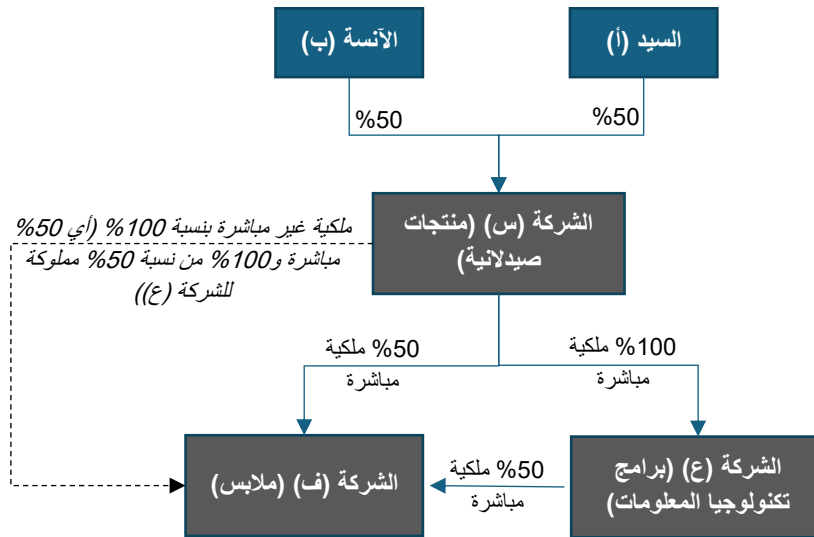 السيد (أ)
الآنسة (ب)
%50
%50
الشركة (س) (منتجات
صيدلانية)
ملكية غير مباشرة بنسبة 100% (أي 50%
مباشرة و100% من نسبة 50% مملوكة
للشركة (ع))
%100 ملكية
مباشرة
%50 ملكية
مباشرة
الشركة (ع) (برامج
تكنولوجيا المعلومات)
%50 ملكية
مباشرة
الشركة (ف) (ملابس)